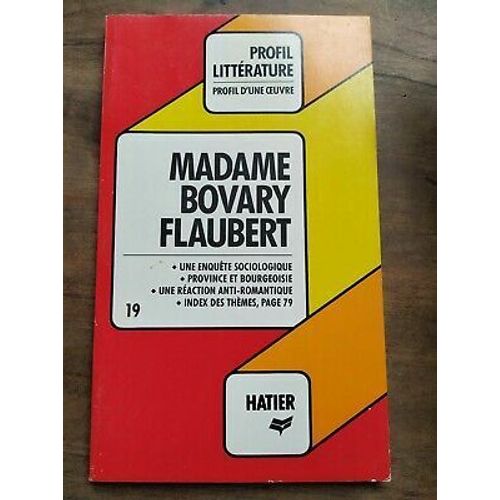 PROFIL
LITTÉRATURE
PROFIL D'UNE ŒUVRE
MADAME
BOVARY
FLAUBERT
• UNE ENQUÊTE SOCIOLOGIQUE
• PROVINCE ET BOURGEOISIE
• UNE RÉACTION ANTI-ROMANTIQUE
• INDEX DES THÈMES, PAGE 79
19
HATIER